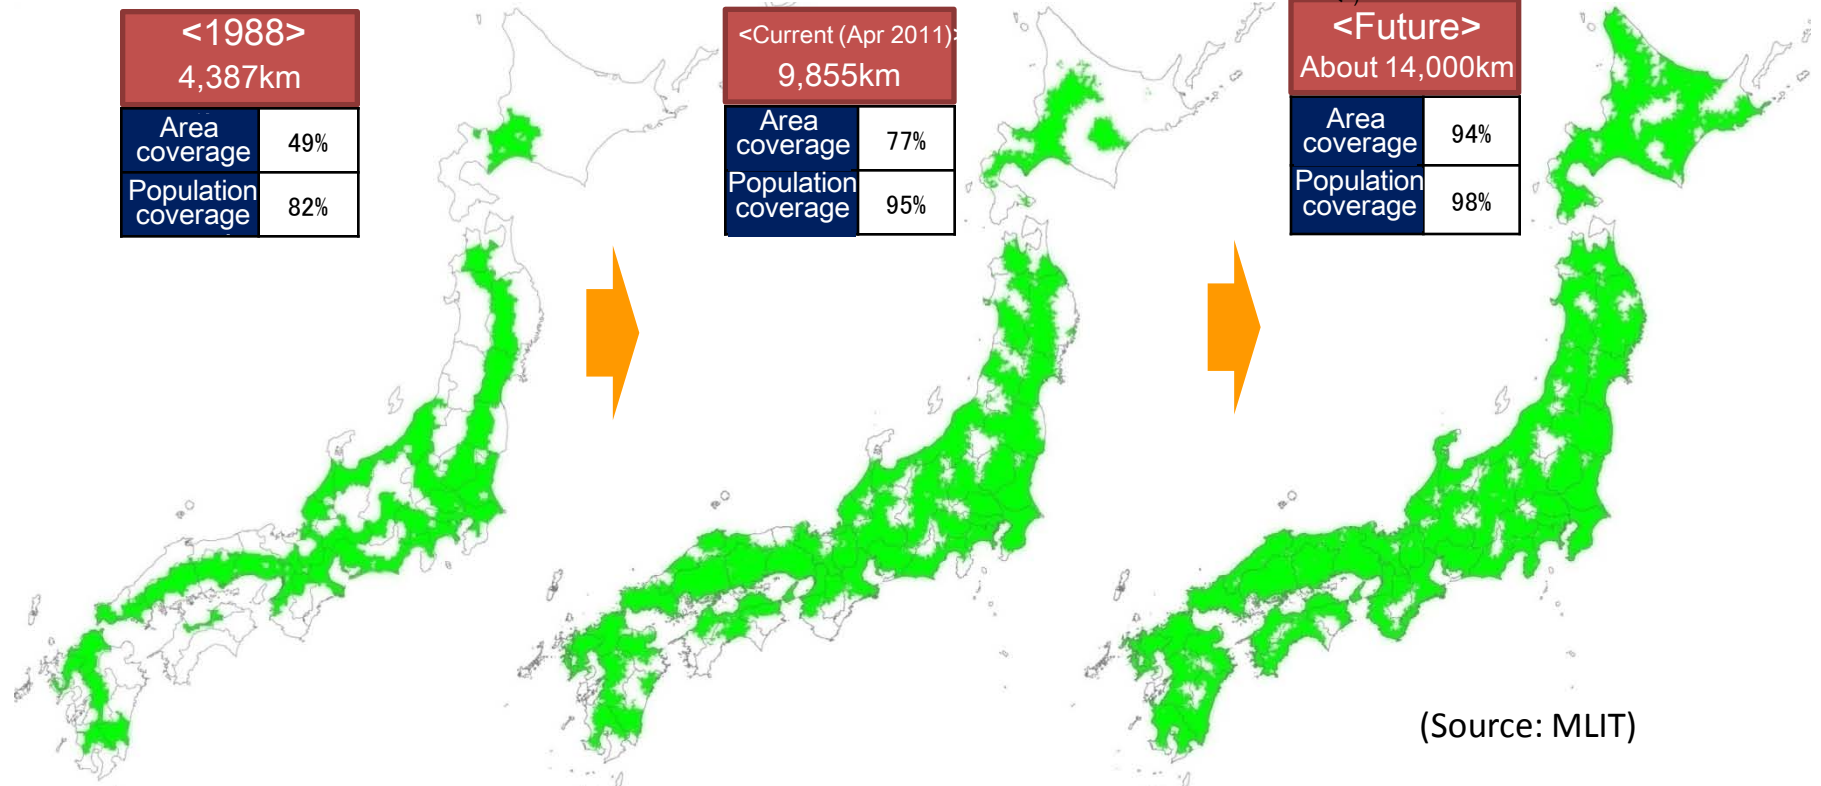 <1988>
4,387km
Area
coverage
49%
Population
coverage
82%
<Current (Apr 2011)>
9,855km
Area
coverage
77%
Population
coverage
95%
<Future>
About 14,000km
Area
coverage
94%
Population
coverage
98%
(Source: MLIT)